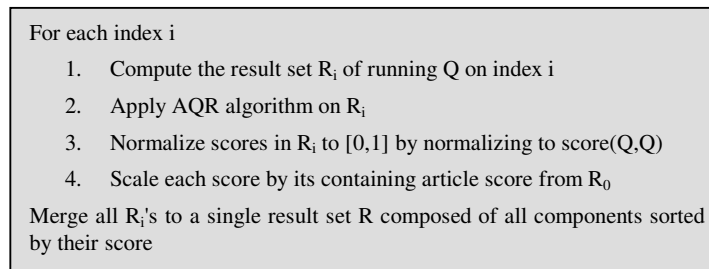 For each index i
1. Compute the result set Ri of running Q on index i
2. Apply AQR algorithm on Ri
3. Normalize scores in Ri to [0,1] by normalizing to score(Q,Q)
4. Scale each score by its containing article score from R0
Merge all Ri's to a single result set R composed of all components sorted
by their score